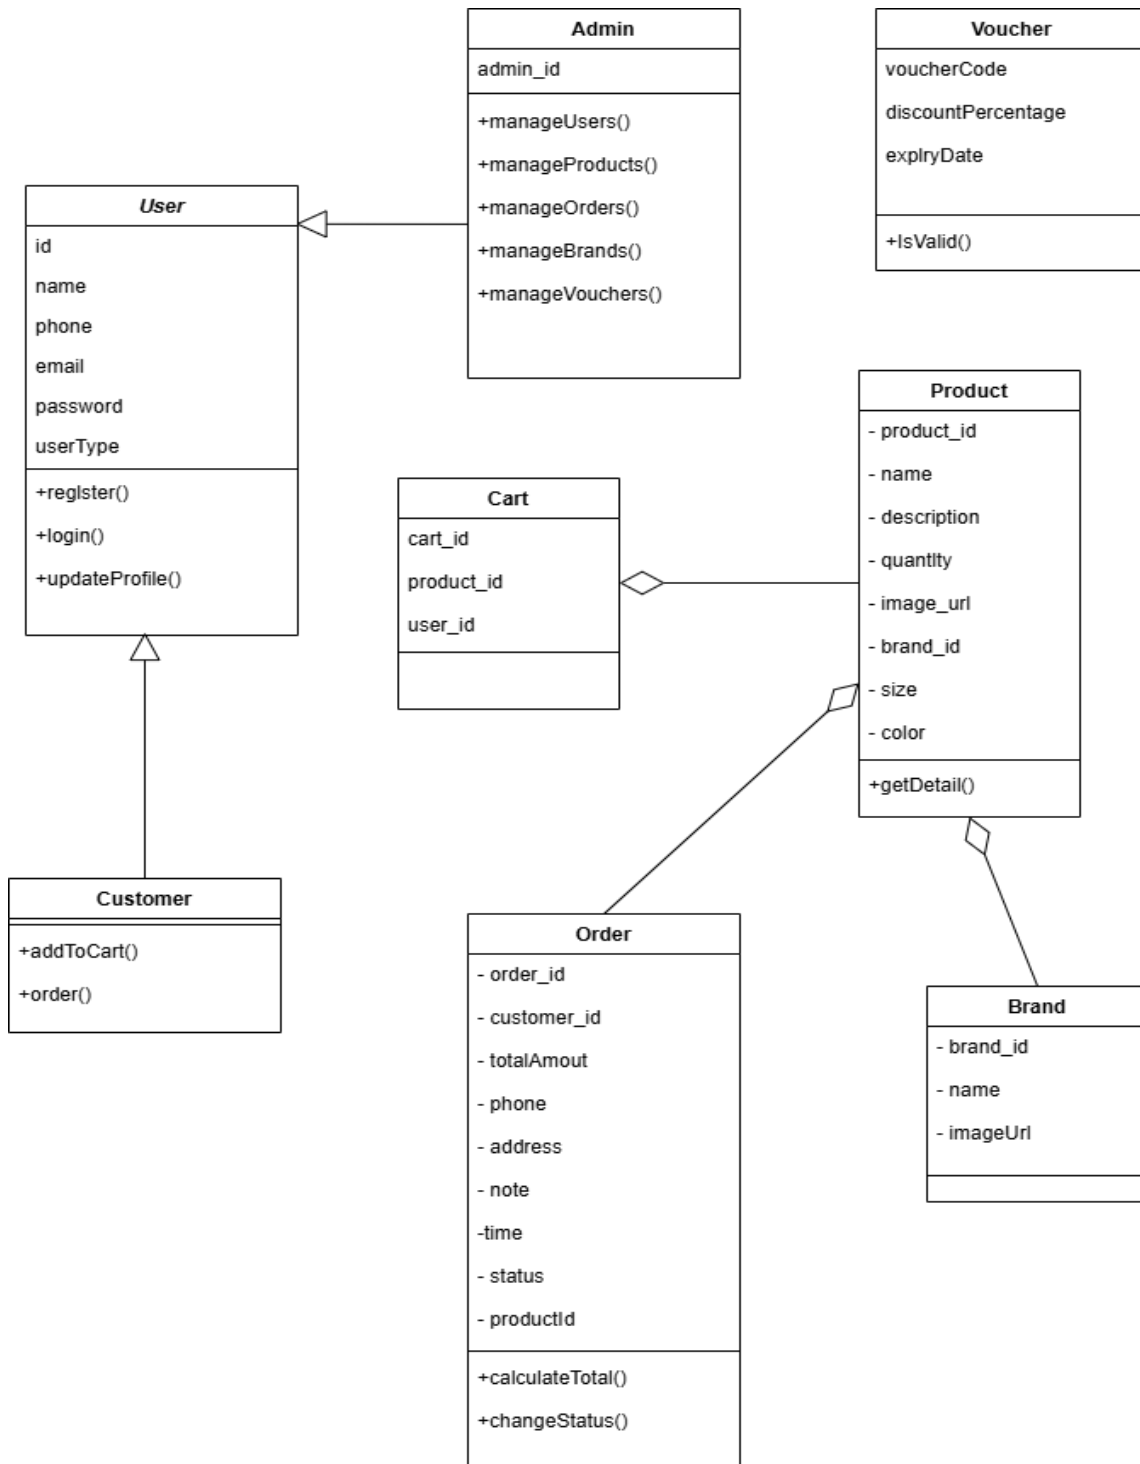 Admin
admin_id
+manageUsers()
+manageProducts()
+manageOrders()
+manageBrands()
+manageVouchers()
Voucher
voucherCode
discountPercentage
expIryDate
+IsValid()
User
id
name
phone
email
password
userType
+regIster()
+login()
+updateProfile()
Product
- product_id
- name
- description
- quantIty
- image_url
- brand_id
- size
- color
+getDetail()
Cart
cart_id
product_id
user_id
Customer
+addToCart()
+order()
Order
- order_id
- customer_id
- totalAmout
- phone
- address
- note
-time
- status
- productId
+calculateTotal()
+changeStatus()
Brand
- brand_id
- name
- imageUrl